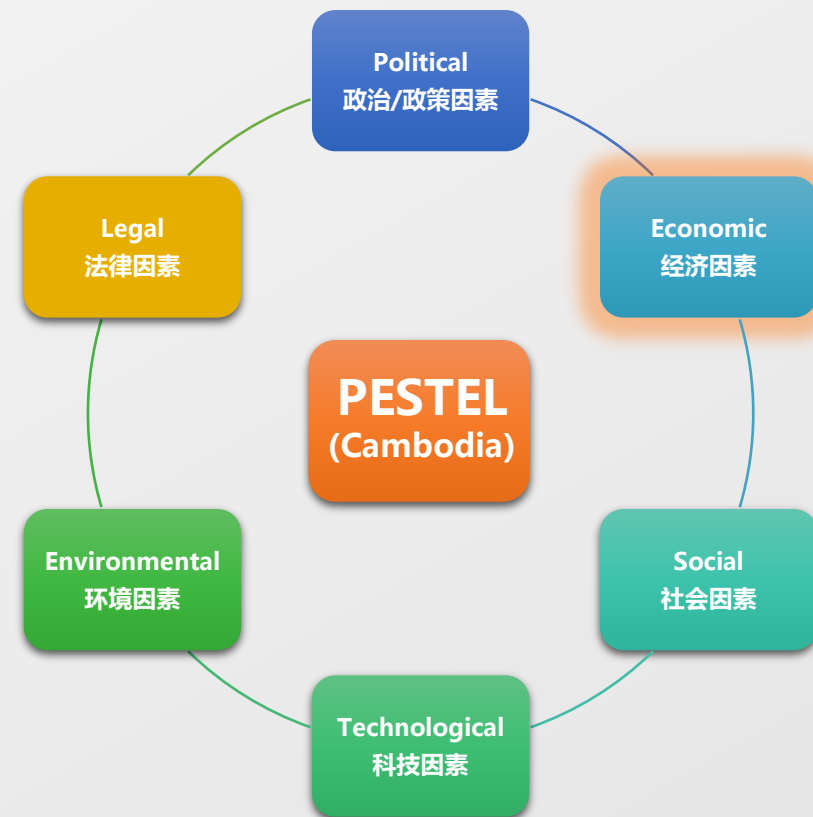 Political
政治/政策因素
Legal
法律因素
Economic
经济因素
PESTEL
(Cambodia)
Environmental
环境因素
Social
社会因素
Technological
科技因素